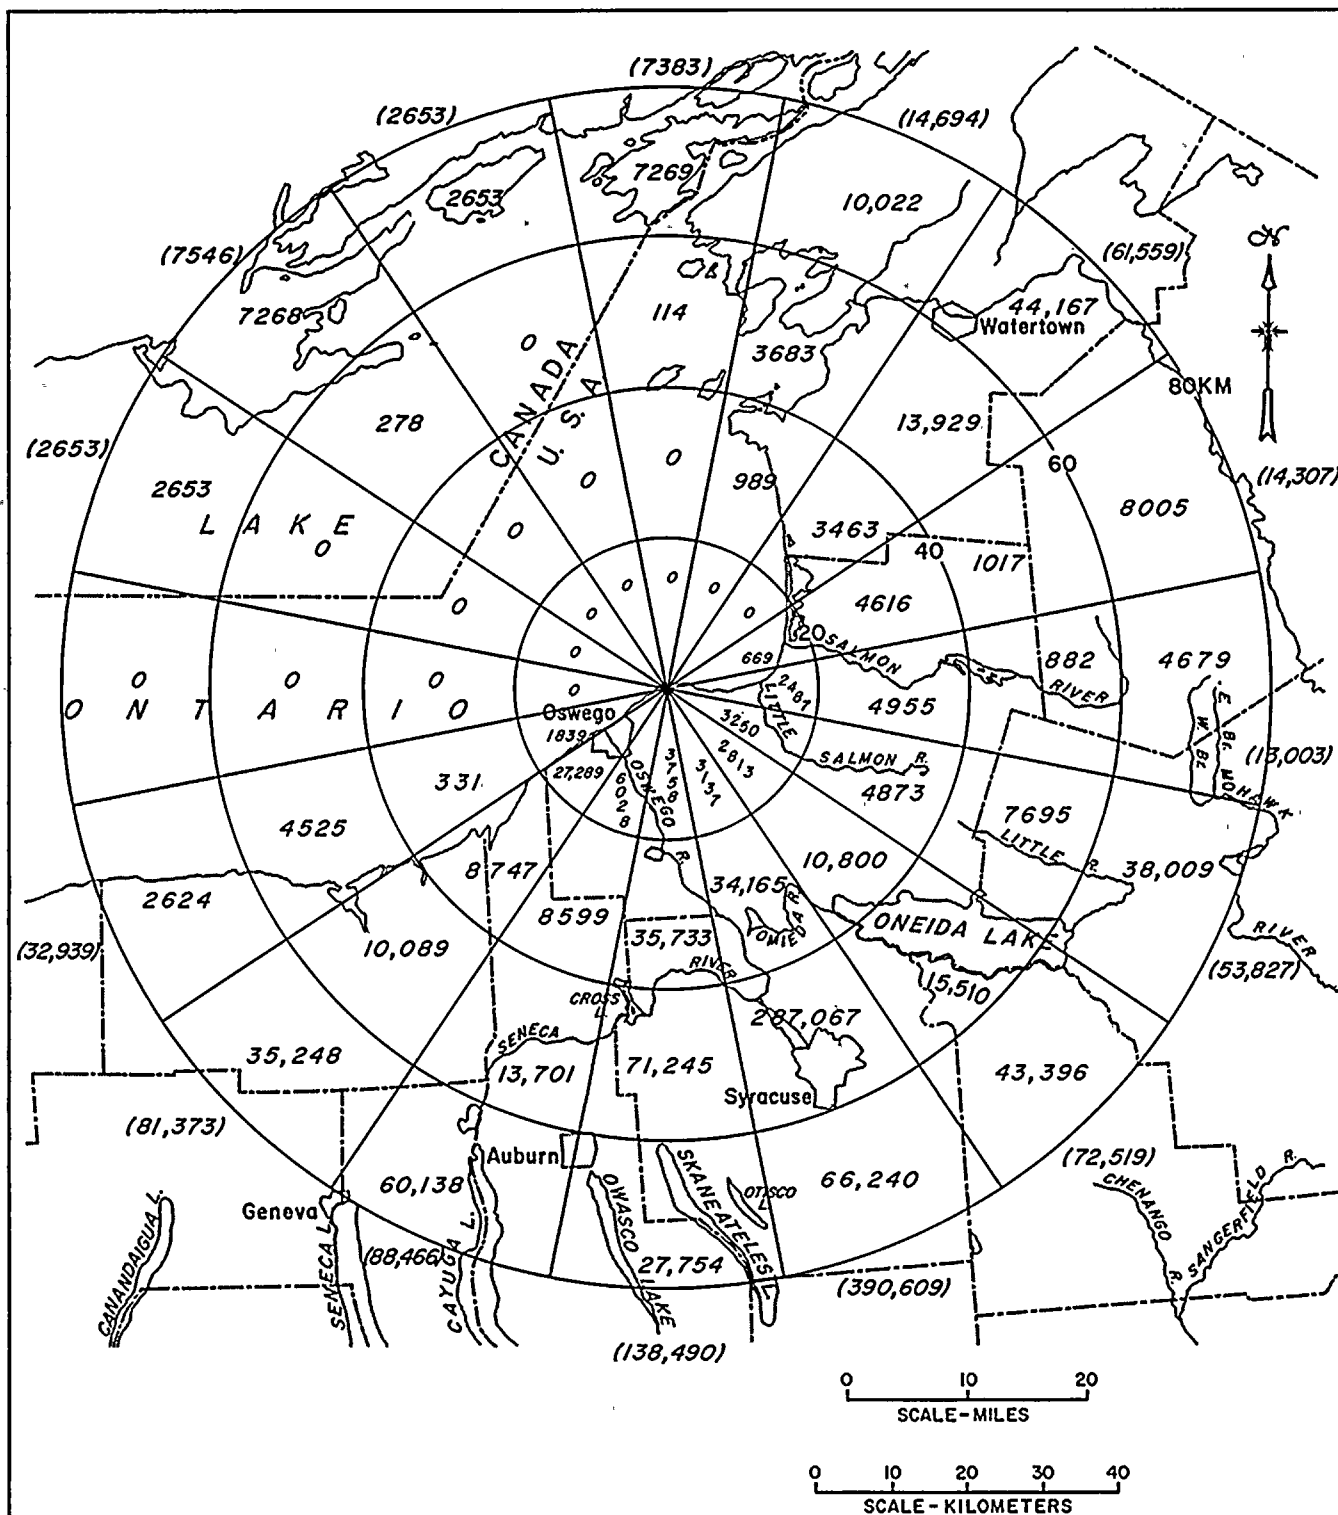 (7383)
(2653)
(14,694)
7269
2653
10,022
(7546)
(61,559)
7268
114
44,167
Watertown
3683
80KM
CANADA
U. S. A
278
13,929
(2653)
60
(14,307)
2653
989
8005
LAKE
0
0
0
0
3463
40
1017
0
0
0
0
0
0
0
0
4616
20
SALMON
RIVER
669
882
4679
0
0
0
0
0
2487
4955
ONTARIO
Oswego
LITTLE
SALMON R.
3250
2813
E. Br.
W. Br.
MOHAWK
RIVER
1839
(13,003)
27,289
6028
OSWEGO
R.
3758
3137
331
4873
4525
7695
LITTLE R.
8747
10,800
38,009
2624
34,165
8599
ONEIDA LAKE
35,733
OMIEDA R.
(32,939)
10,089
RIVER
(53,827)
15,510
CROSS L.
287,067
SENECA
35,248
13,701
71,245
43,396
Syracuse
(81,373)
Auburn
(72,519)
60,138
66,240
Geneva
OWASCO LAKE
SKANEATELES L.
OTISCO L.
CHENANGO R.
SANGERFIELD R.
CANANDAIGUA L.
SENECA L.
(88,466)
CAYUGA L.
27,754
(390,609)
(138,490)
0 10 20
SCALE-MILES
0 10 20 30 40
SCALE-KILOMETERS